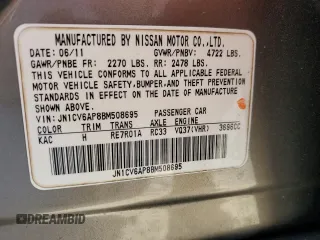 MANUFACTURED BY NISSAN MOTOR CO.,LTD.
DATE: 06/11 GVWR/PNBV: 4722 LBS.
GAWR/PNBE FR: 2270 LBS. RR: 2478 LBS.
THIS VEHICLE CONFORMS TO ALL APPLICABLE FEDERAL
MOTOR VEHICLE SAFETY, BUMPER, AND THEFT PREVENTION
STANDARDS IN EFFECT ON THE DATE OF MANUFACTURE
SHOWN ABOVE.
V.I.N.: JN1CV6AP8BM508695 PASSENGER CAR
COLOR TRIM TRANS AXLE ENGINE
KAC H RE7R01A RC33 VQ37(VHR) 3696CC
JN1CV6AP8BM508695
DEAMBID